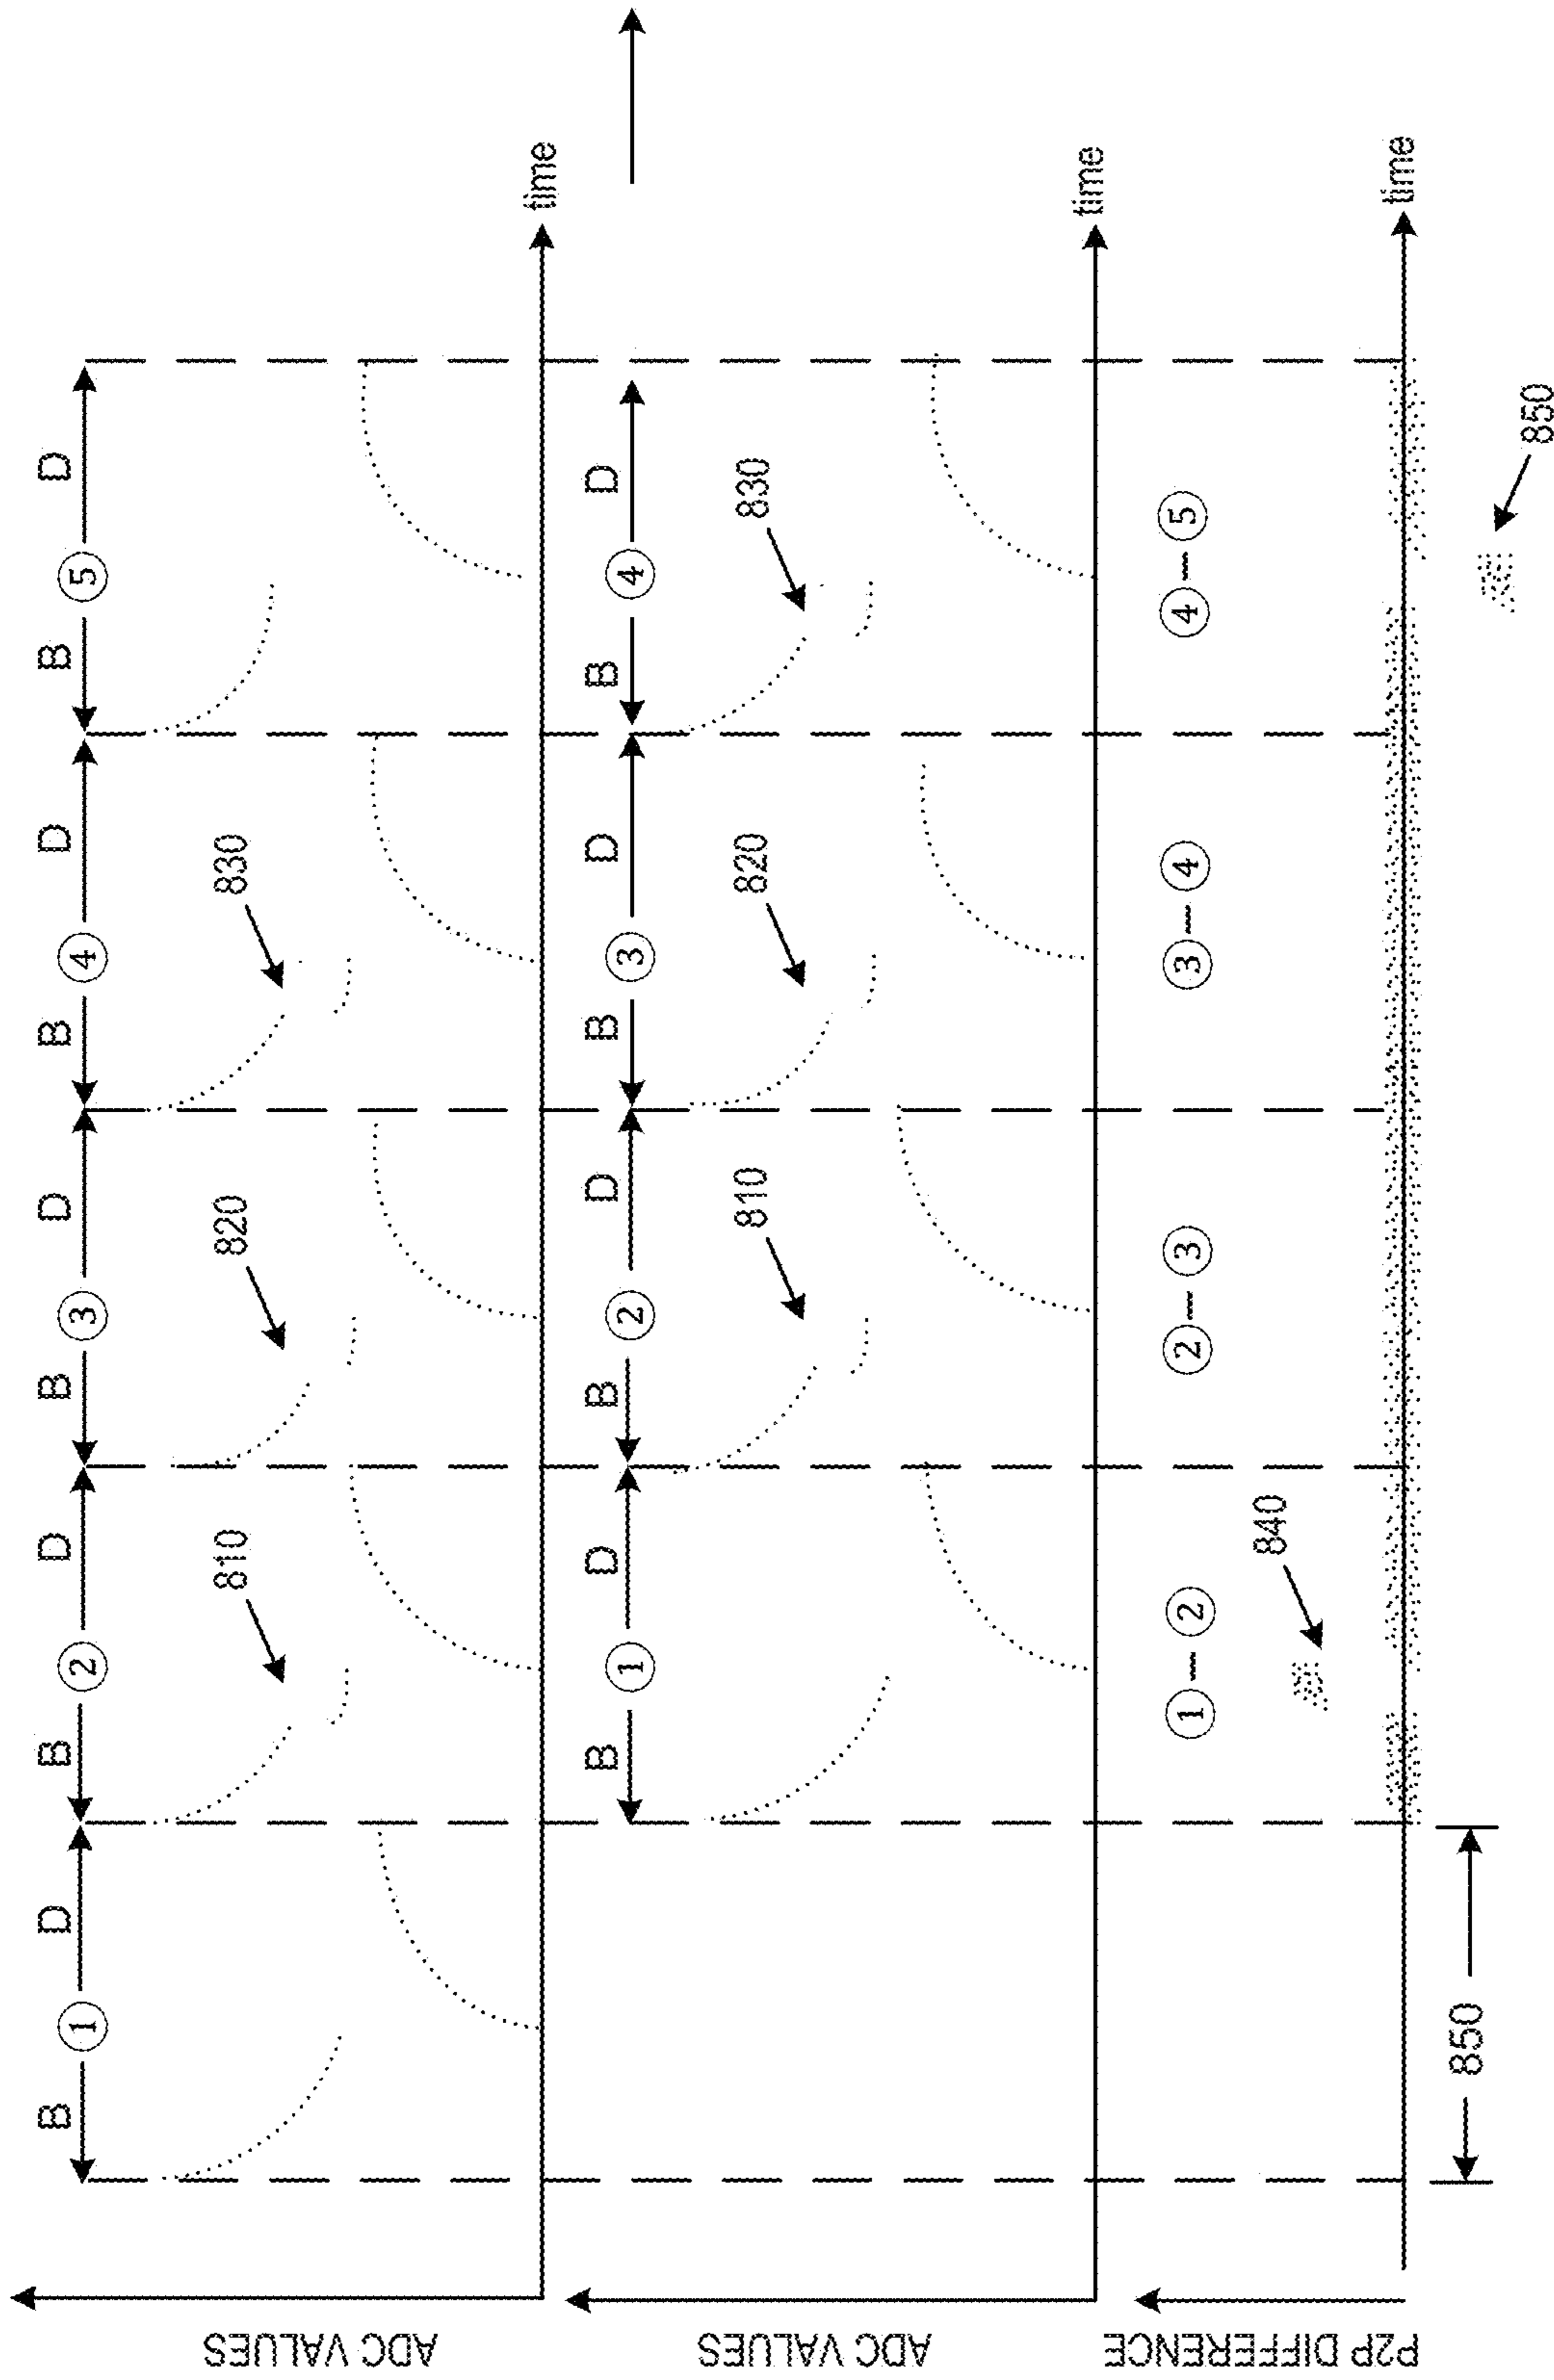 ADC VALUES
B ① D B ② D B ③ D B ④ D B ⑤ D
810 820 830
time
ADC VALUES
B ① D B ② D B ③ D B ④ D
810 820 830
time
P2P DIFFERENCE
①–② ②–③ ③–④ ④–⑤
840
time
850 850